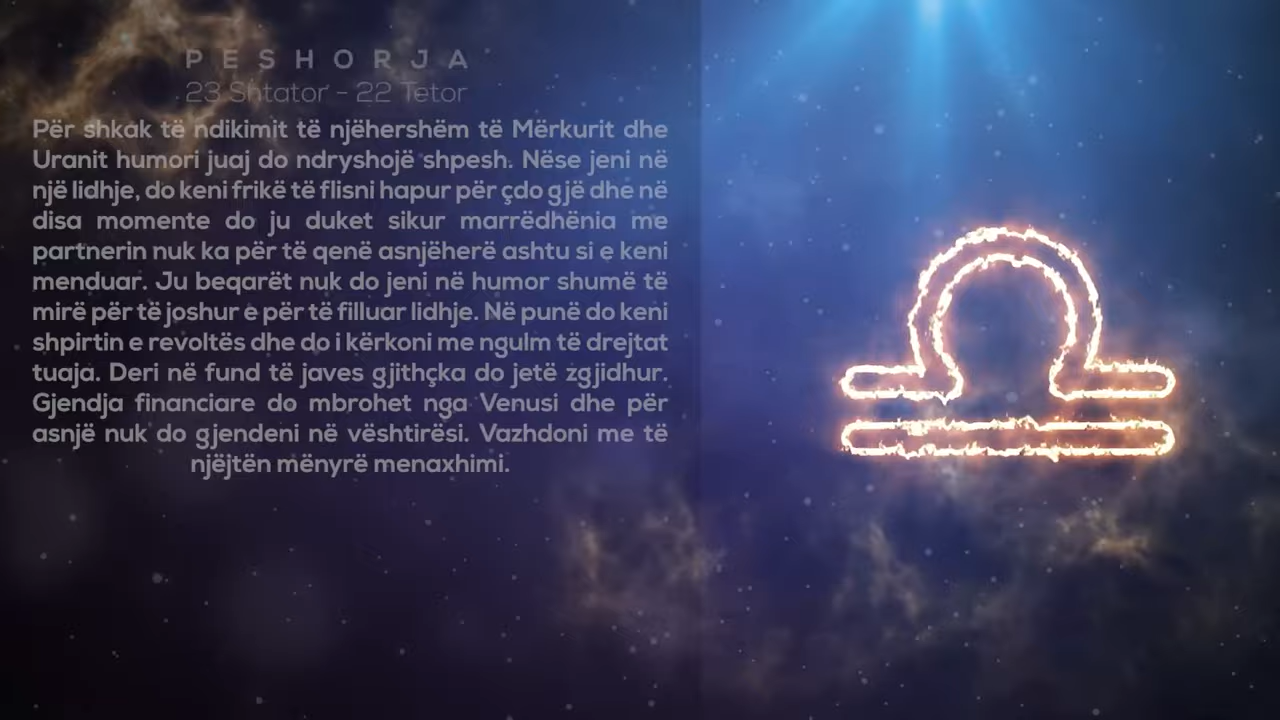 PESHORJA
23 Shtator - 22 Tetor
Për shkak të ndikimit të njëhershëm të Mërkurit dhe
Uranit humori juaj do ndryshojë shpesh. Nëse jeni në
një lidhje, do keni frikë të flisni hapur për çdo gjë dhe në
disa momente do ju duket sikur marrëdhënia me
partnerin nuk ka për të qenë asnjëherë ashtu si e keni
menduar. Ju beqarët nuk do jeni në humor shumë të
mirë për të joshur e për të filluar lidhje. Në punë do keni
shpirtin e revoltës dhe do i kërkoni me ngulm të drejtat
tuaja. Deri në fund të javes gjithçka do jetë zgjidhur.
Gjendja financiare do mbrohet nga Venusi dhe për
asnjë nuk do gjendeni në vështirësi. Vazhdoni me të
njëjtën mënyrë menaxhimi.